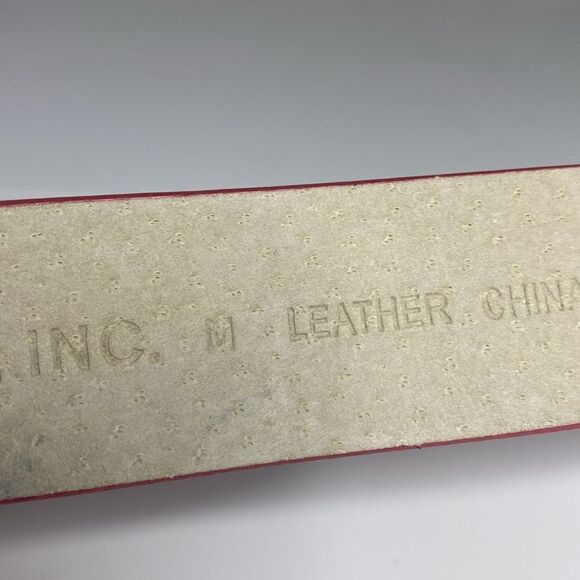 , INC. M LEATHER CHINA